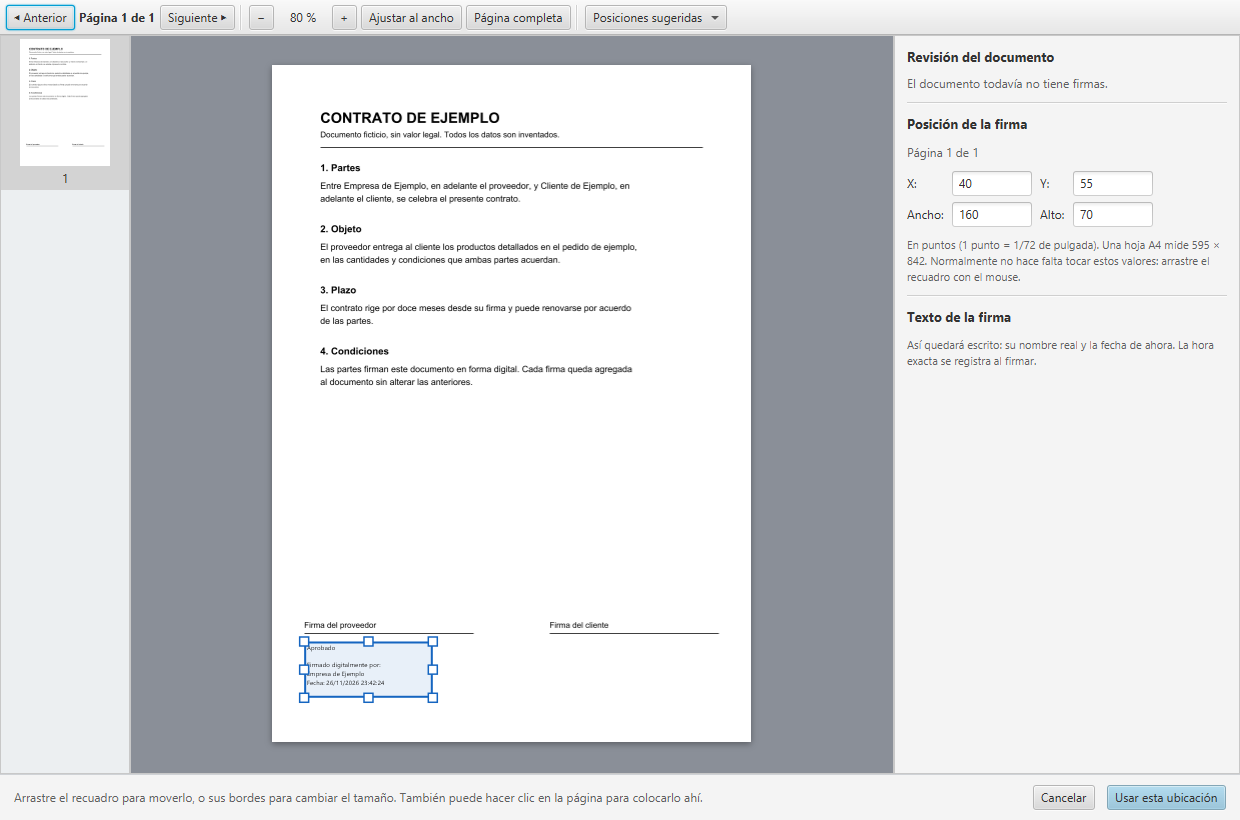 ◂ Anterior
Página 1 de 1
Siguiente ▸
–
80 %
+
Ajustar al ancho
Página completa
Posiciones sugeridas
1
CONTRATO DE EJEMPLO
Documento ficticio, sin valor legal. Todos los datos son inventados.
1. Partes
Entre Empresa de Ejemplo, en adelante el proveedor, y Cliente de Ejemplo, en
adelante el cliente, se celebra el presente contrato.
2. Objeto
El proveedor entrega al cliente los productos detallados en el pedido de ejemplo,
en las cantidades y condiciones que ambas partes acuerdan.
3. Plazo
El contrato rige por doce meses desde su firma y puede renovarse por acuerdo
de las partes.
4. Condiciones
Las partes firman este documento en forma digital. Cada firma queda agregada
al documento sin alterar las anteriores.
Firma del proveedor
Firma del cliente
Aprobado
Firmado digitalmente por:
Empresa de Ejemplo
Fecha: 26/11/2026 23:42:24
Revisión del documento
El documento todavía no tiene firmas.
Posición de la firma
Página 1 de 1
X: 40 Y: 55
Ancho: 160 Alto: 70
En puntos (1 punto = 1/72 de pulgada). Una hoja A4 mide 595 ×
842. Normalmente no hace falta tocar estos valores: arrastre el
recuadro con el mouse.
Texto de la firma
Así quedará escrito: su nombre real y la fecha de ahora. La hora
exacta se registra al firmar.
Arrastre el recuadro para moverlo, o sus bordes para cambiar el tamaño. También puede hacer clic en la página para colocarlo ahí.
Cancelar
Usar esta ubicación